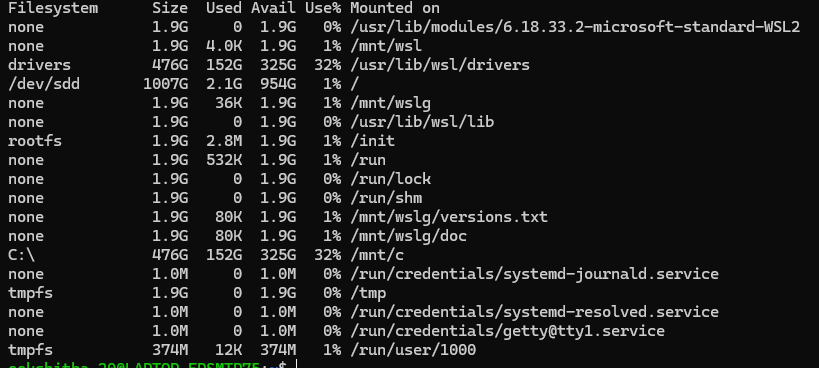 Filesystem      Size  Used Avail Use% Mounted on
none            1.9G     0  1.9G   0% /usr/lib/modules/6.18.33.2-microsoft-standard-WSL2
none            1.9G  4.0K  1.9G   1% /mnt/wsl
drivers         476G  152G  325G  32% /usr/lib/wsl/drivers
/dev/sdd       1007G  2.1G  954G   1% /
none            1.9G   36K  1.9G   1% /mnt/wslg
none            1.9G     0  1.9G   0% /usr/lib/wsl/lib
rootfs          1.9G  2.8M  1.9G   1% /init
none            1.9G  532K  1.9G   1% /run
none            1.9G     0  1.9G   0% /run/lock
none            1.9G     0  1.9G   0% /run/shm
none            1.9G   80K  1.9G   1% /mnt/wslg/versions.txt
none            1.9G   80K  1.9G   1% /mnt/wslg/doc
C:\             476G  152G  325G  32% /mnt/c
none            1.0M     0  1.0M   0% /run/credentials/systemd-journald.service
tmpfs           1.9G     0  1.9G   0% /tmp
none            1.0M     0  1.0M   0% /run/credentials/systemd-resolved.service
none            1.0M     0  1.0M   0% /run/credentials/getty@tty1.service
tmpfs           374M   12K  374M   1% /run/user/1000